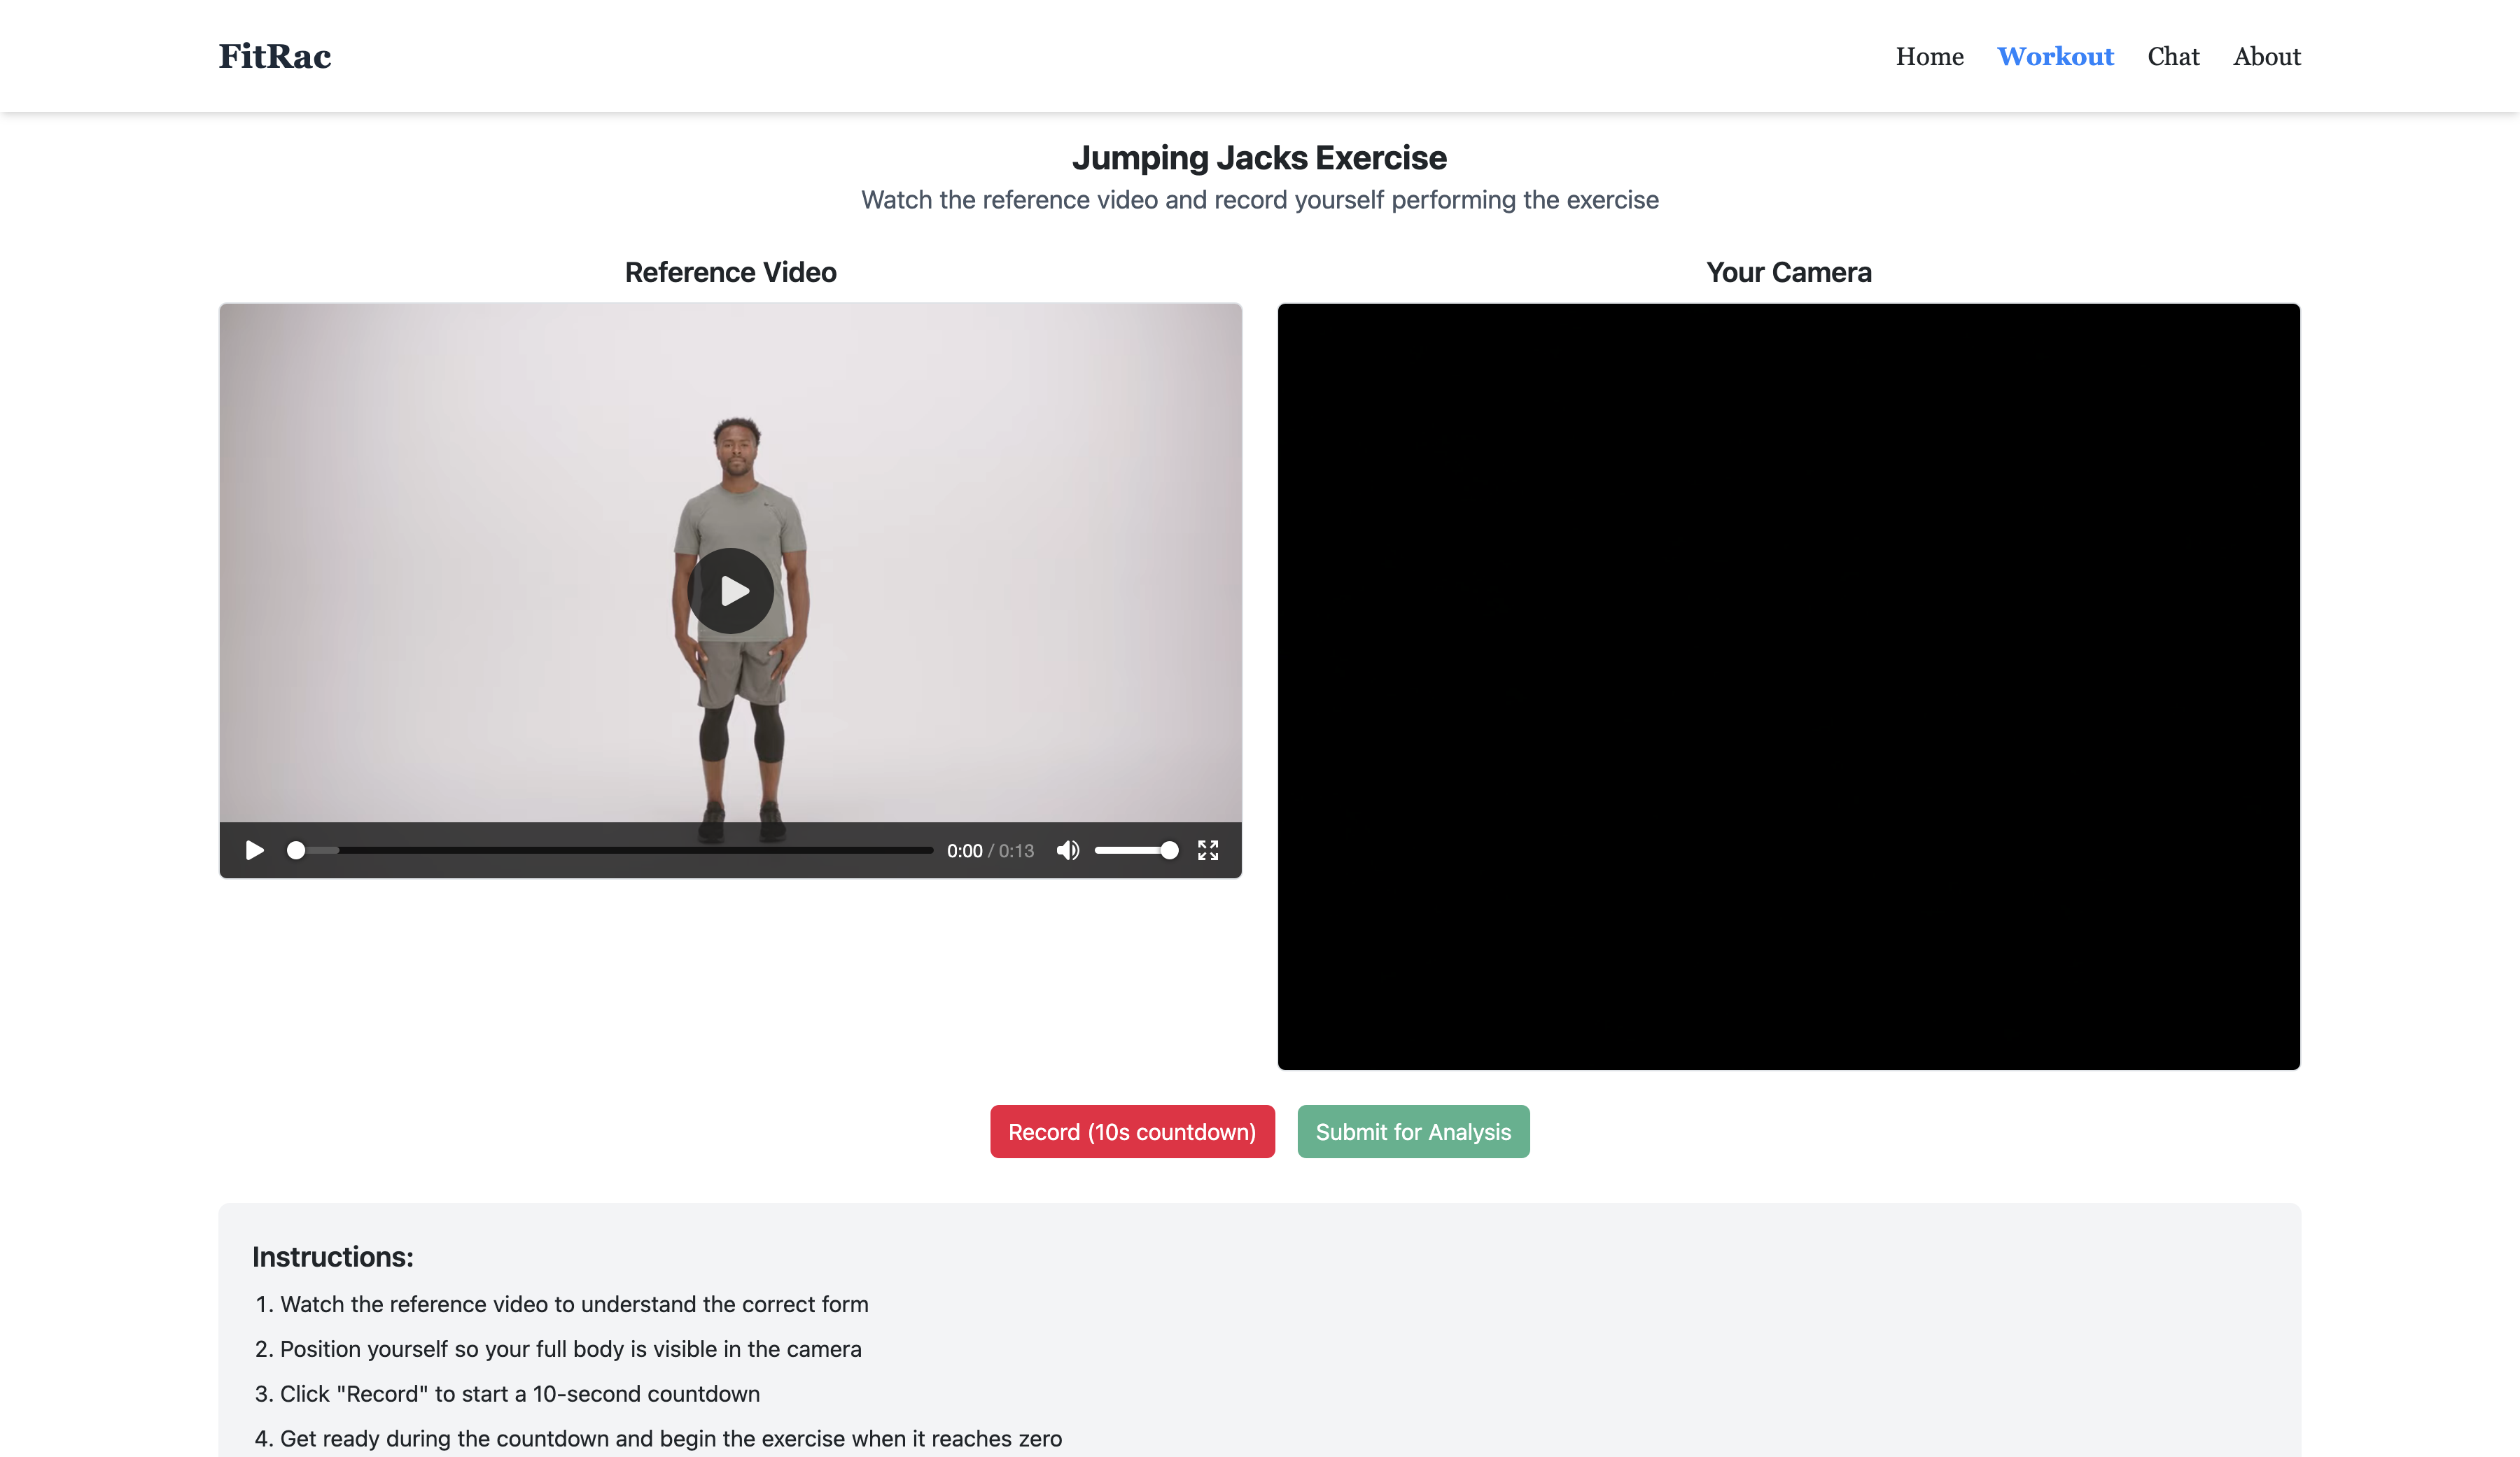 FitRac
Home Workout Chat About
Jumping Jacks Exercise
Watch the reference video and record yourself performing the exercise
Reference Video
Your Camera
0:00 / 0:13
Record (10s countdown)
Submit for Analysis
Instructions:
1. Watch the reference video to understand the correct form
2. Position yourself so your full body is visible in the camera
3. Click "Record" to start a 10-second countdown
4. Get ready during the countdown and begin the exercise when it reaches zero